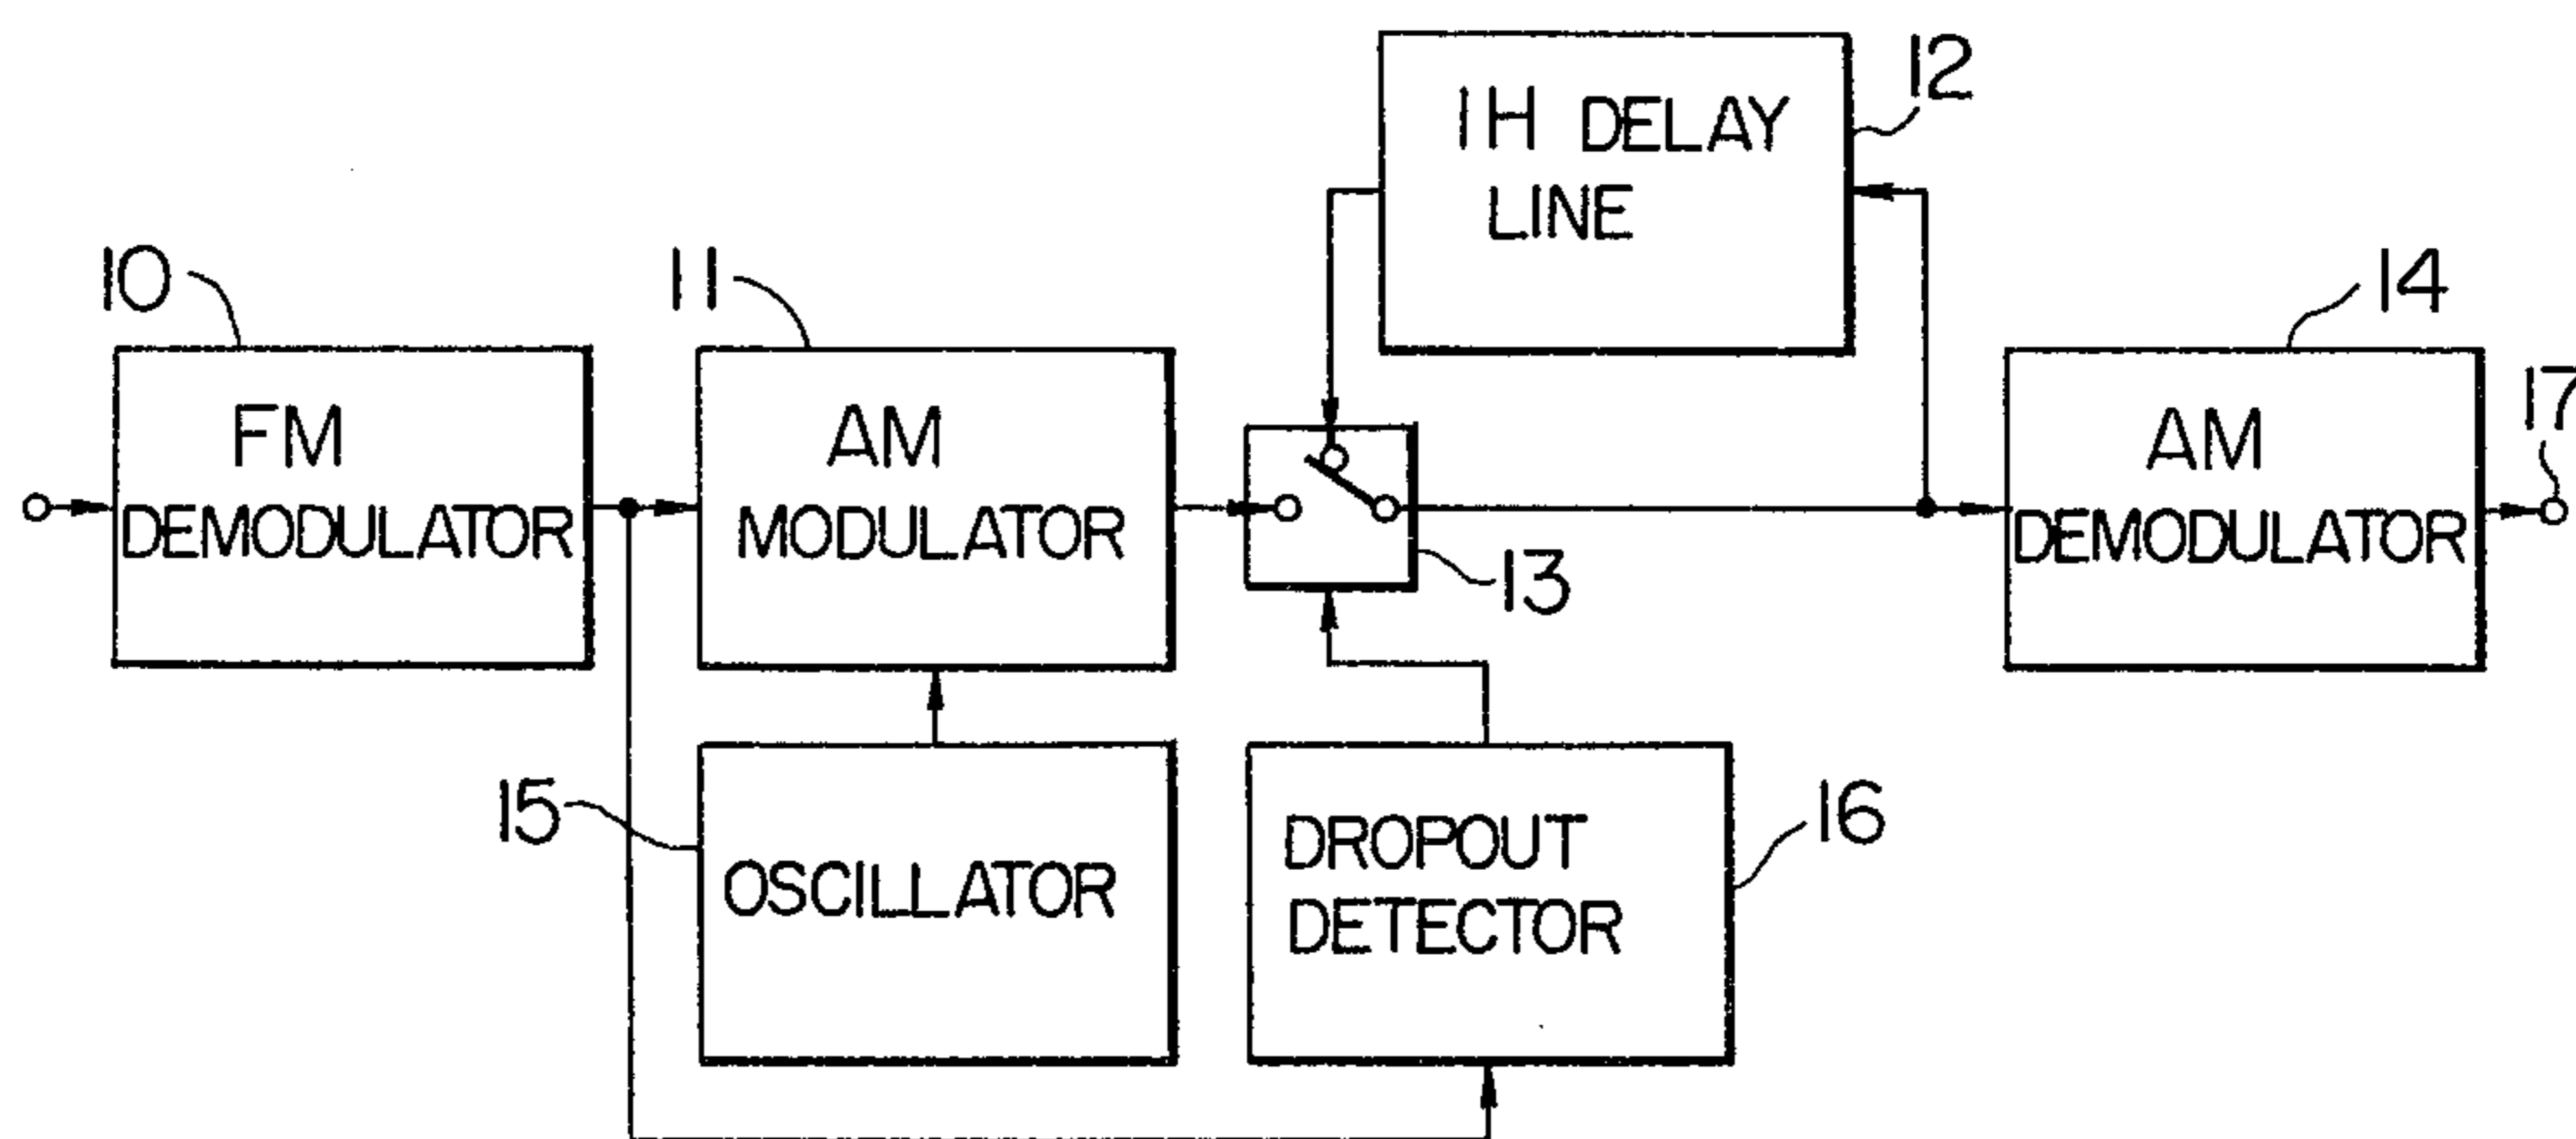 12
1H DELAY
LINE
10
11
14
17
FM
DEMODULATOR
AM
MODULATOR
AM
DEMODULATOR
13
15
16
OSCILLATOR
DROPOUT
DETECTOR